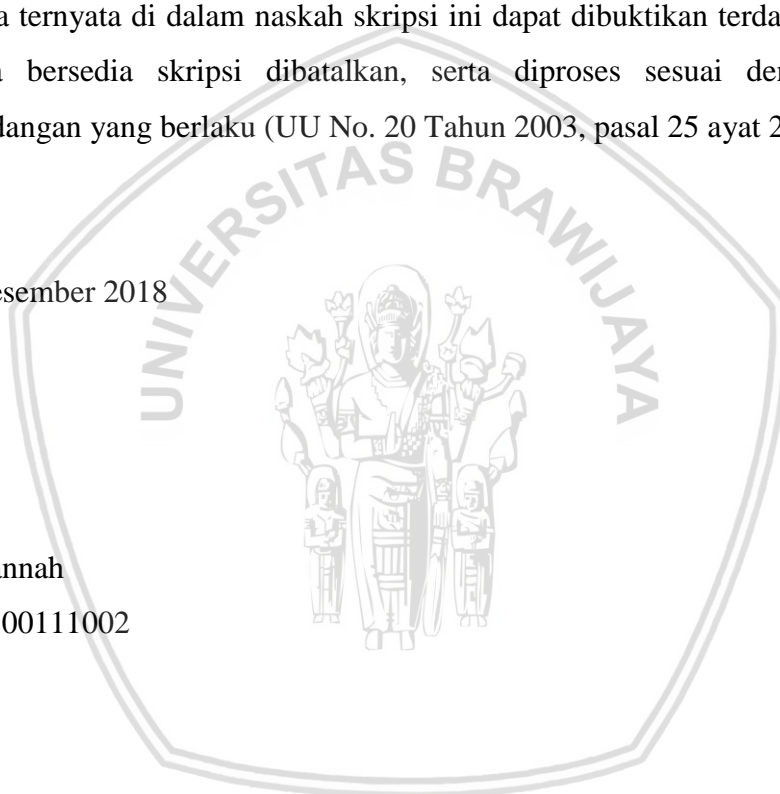 a ternyata di dalam naskah skripsi ini dapat dibuktikan terda
a bersedia skripsi dibatalkan, serta diproses sesuai der
dangan yang berlaku (UU No. 20 Tahun 2003, pasal 25 ayat 2
UNIVERSITAS BRAWIJAYA
esember 2018
annah
00111002